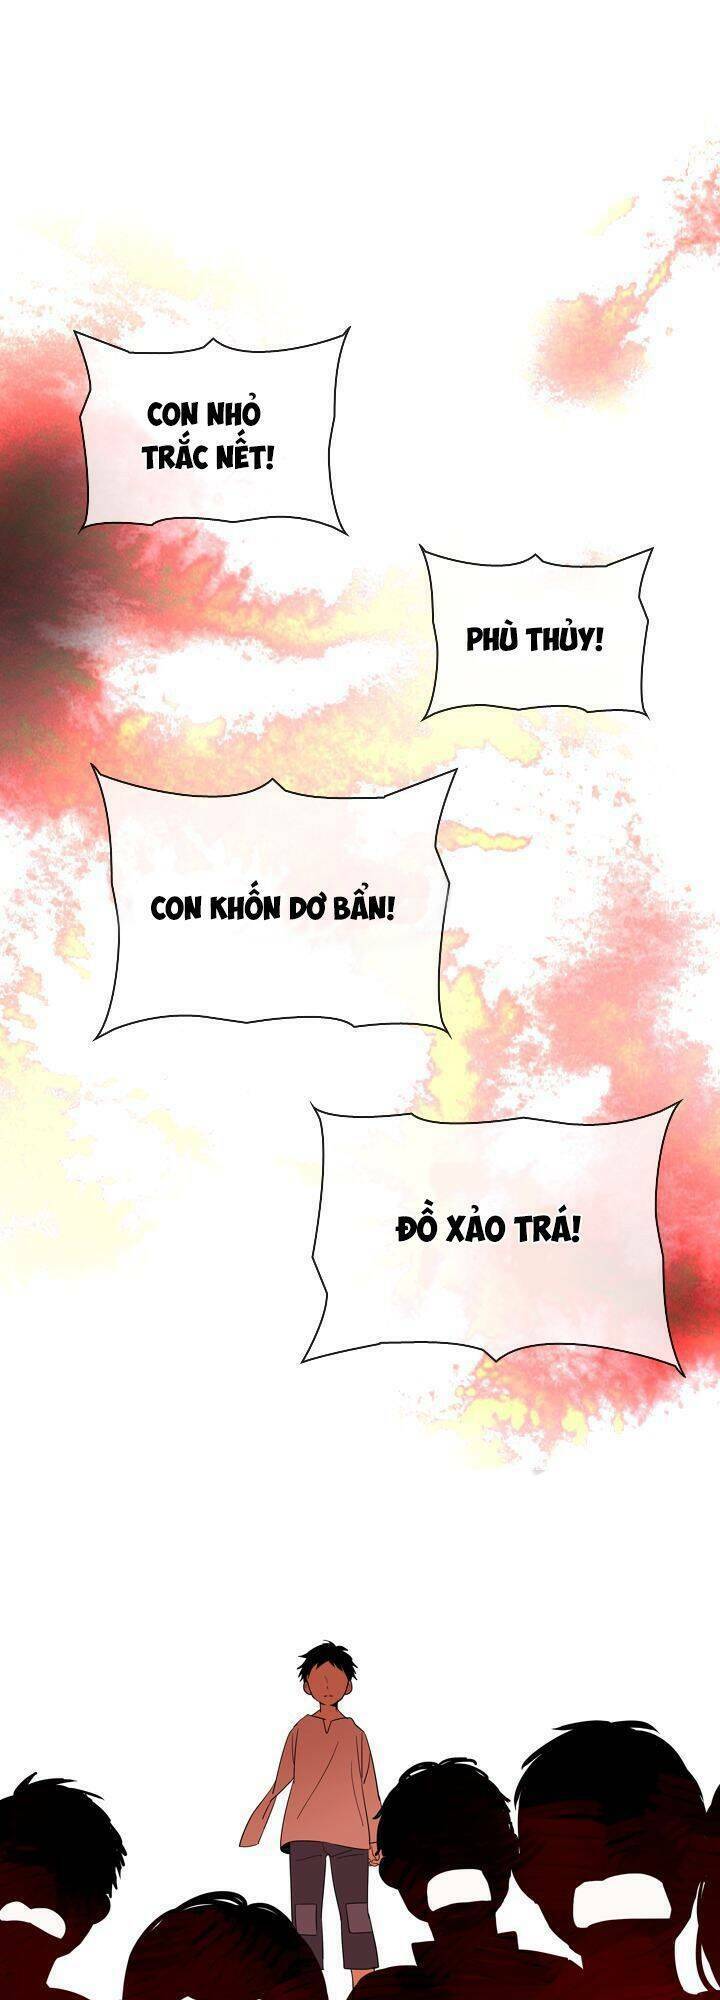 CON NHỎ
TRẮC NẾT!
PHÙ THỦY!
CON KHỐN DƠ BẨN!
ĐỒ XẢO TRÁ!